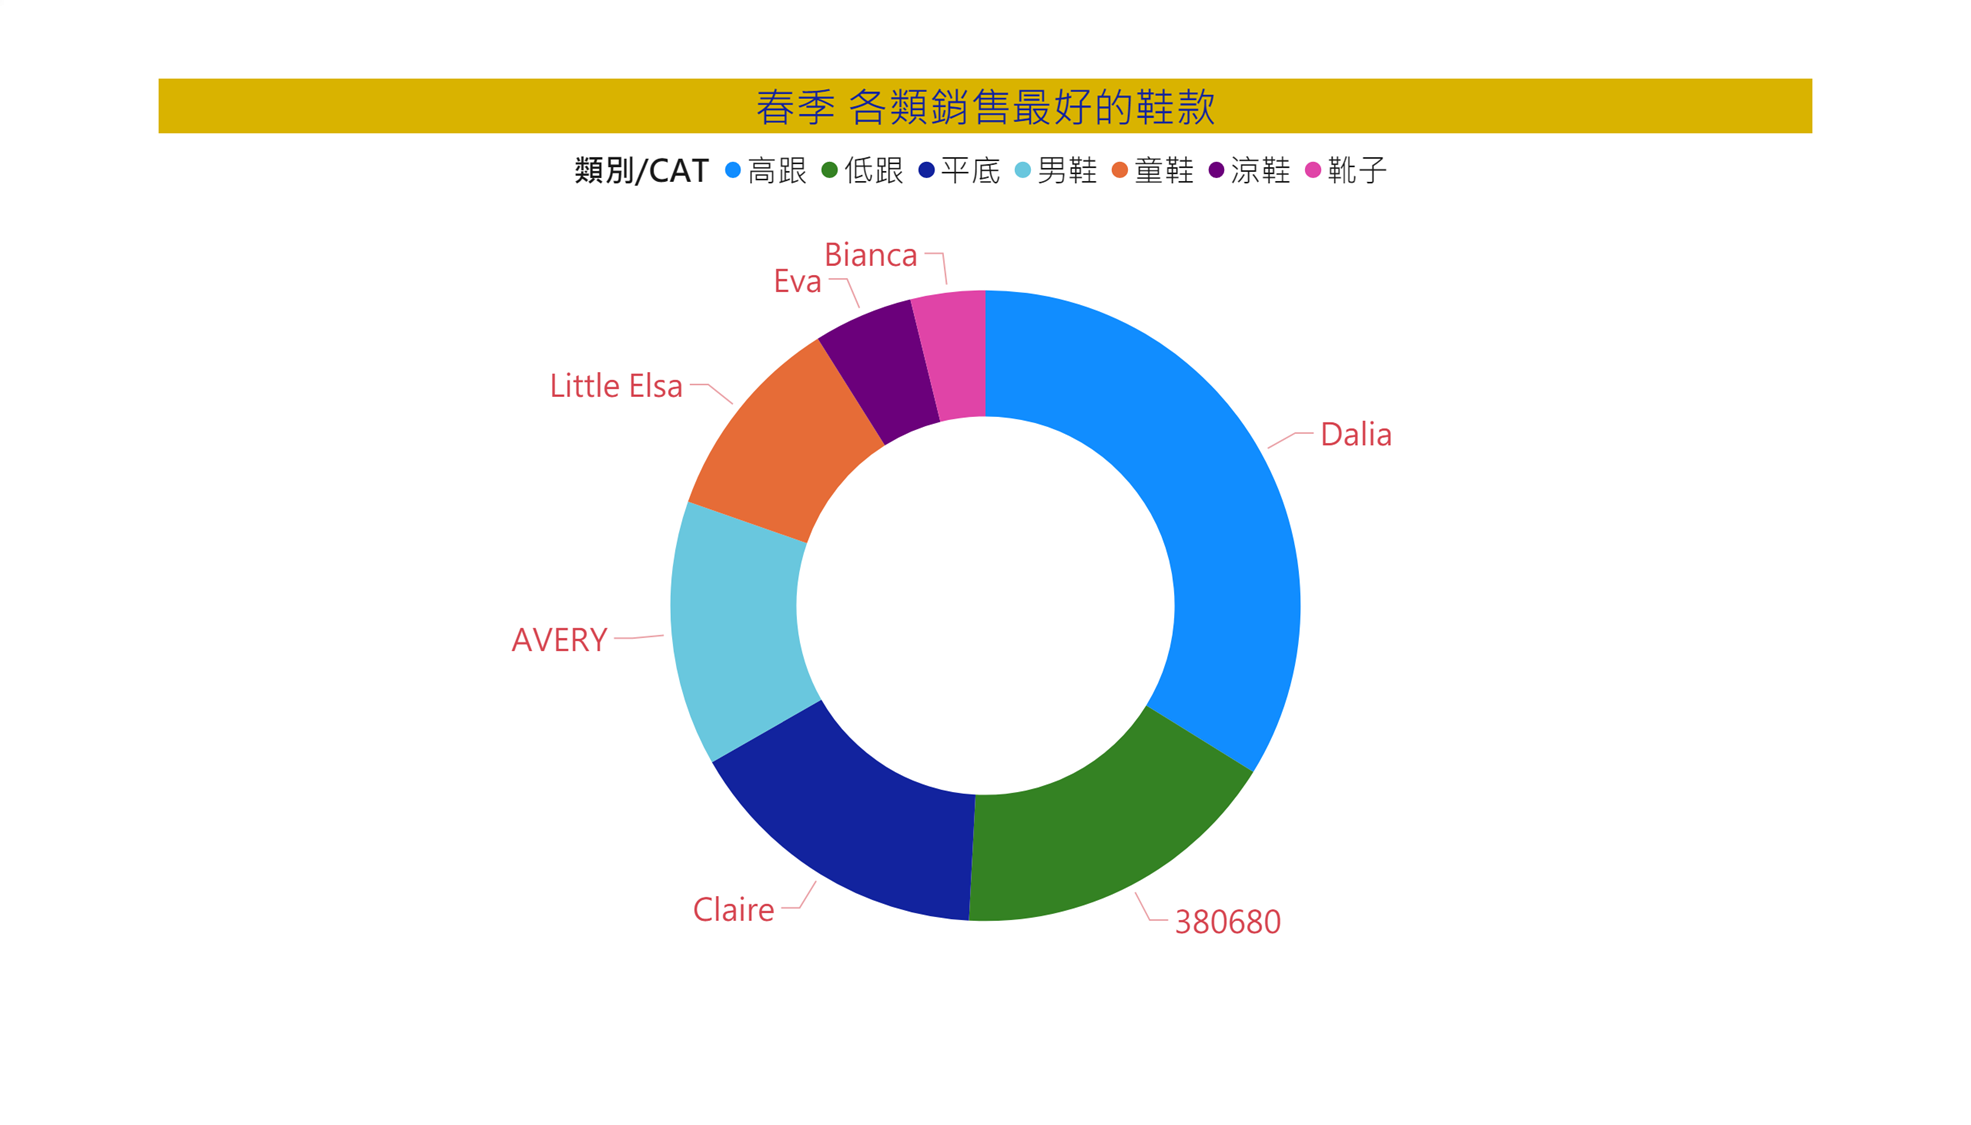 春季 各類銷售最好的鞋款
類別/CAT 高跟 低跟 平底 男鞋 童鞋 涼鞋 靴子
Bianca
Eva
Little Elsa
Dalia
AVERY
Claire
380680